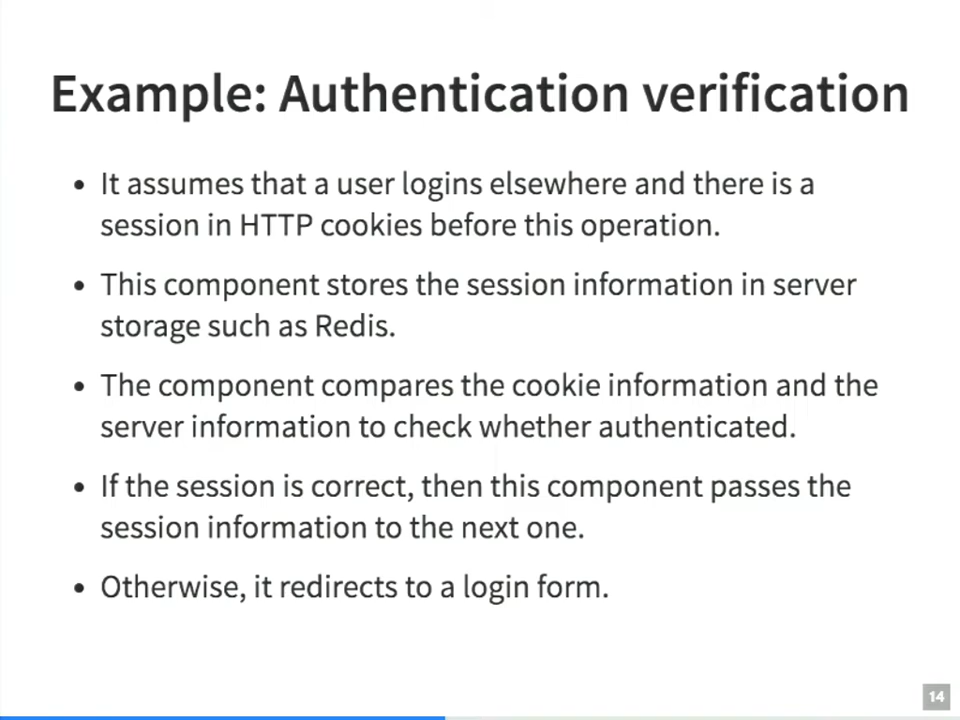 Example: Authentication verification
• It assumes that a user logins elsewhere and there is a
session in HTTP cookies before this operation.
• This component stores the session information in server
storage such as Redis.
• The component compares the cookie information and the
server information to check whether authenticated.
• If the session is correct, then this component passes the
session information to the next one.
• Otherwise, it redirects to a login form.
14